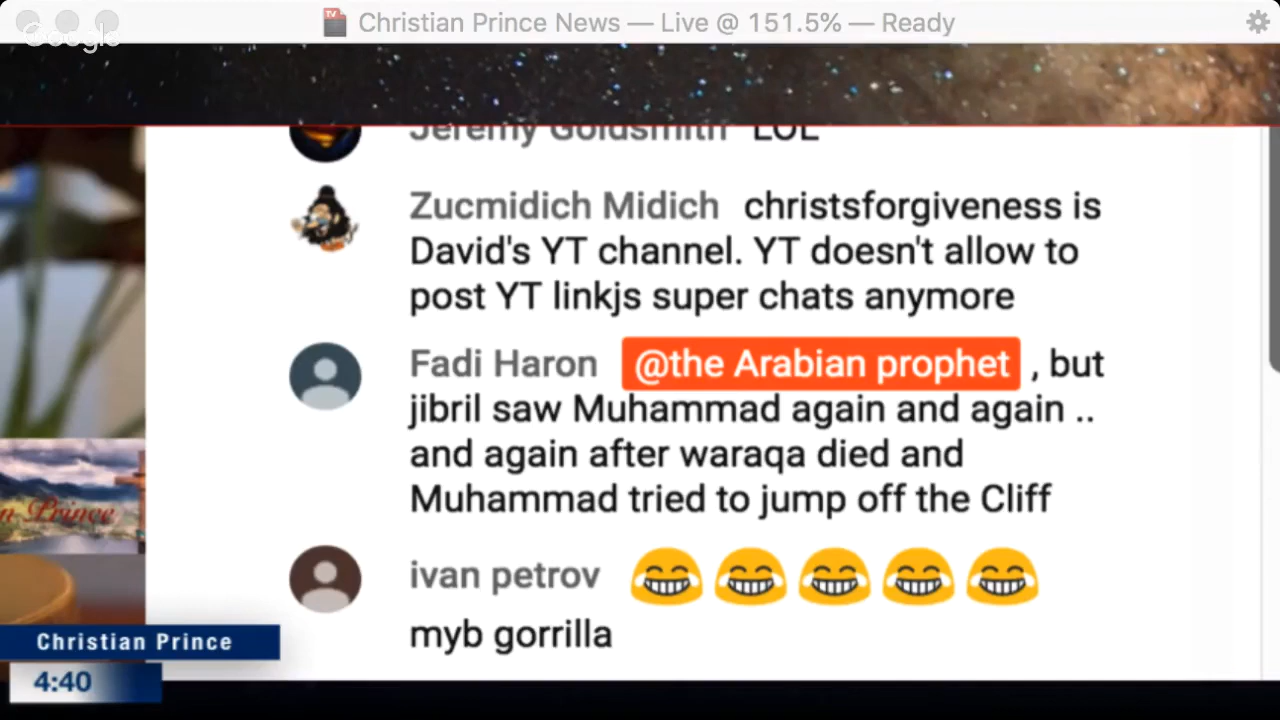 Christian Prince News — Live @ 151.5% — Ready
Google
Jeremy Goldsmith LOL
Zucmidich Midich christsforgiveness is
David's YT channel. YT doesn't allow to
post YT linkjs super chats anymore
Fadi Haron @the Arabian prophet , but
jibril saw Muhammad again and again ..
and again after waraqa died and
Muhammad tried to jump off the Cliff
n Prince
ivan petrov 😂😂😂😂😂
myb gorrilla
Christian Prince
4:40